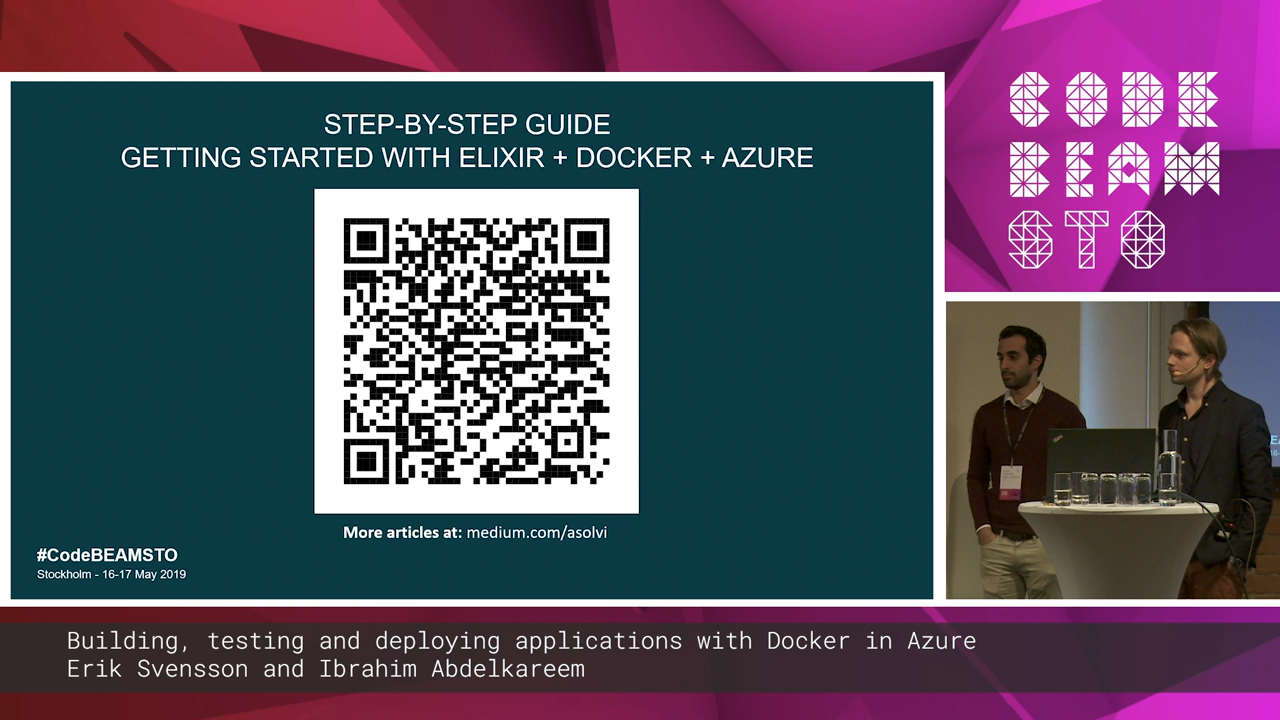 STEP-BY-STEP GUIDE
GETTING STARTED WITH ELIXIR + DOCKER + AZURE
More articles at: medium.com/asolvi
#CodeBEAMSTO
Stockholm - 16-17 May 2019
CODE
BEAM
STO
Building, testing and deploying applications with Docker in Azure
Erik Svensson and Ibrahim Abdelkareem